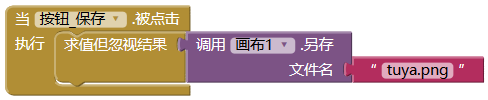 当 按钮_保存 .被点击
执行 求值但忽视结果 调用 画布1 .另存
文件名 “ tuya.png ”